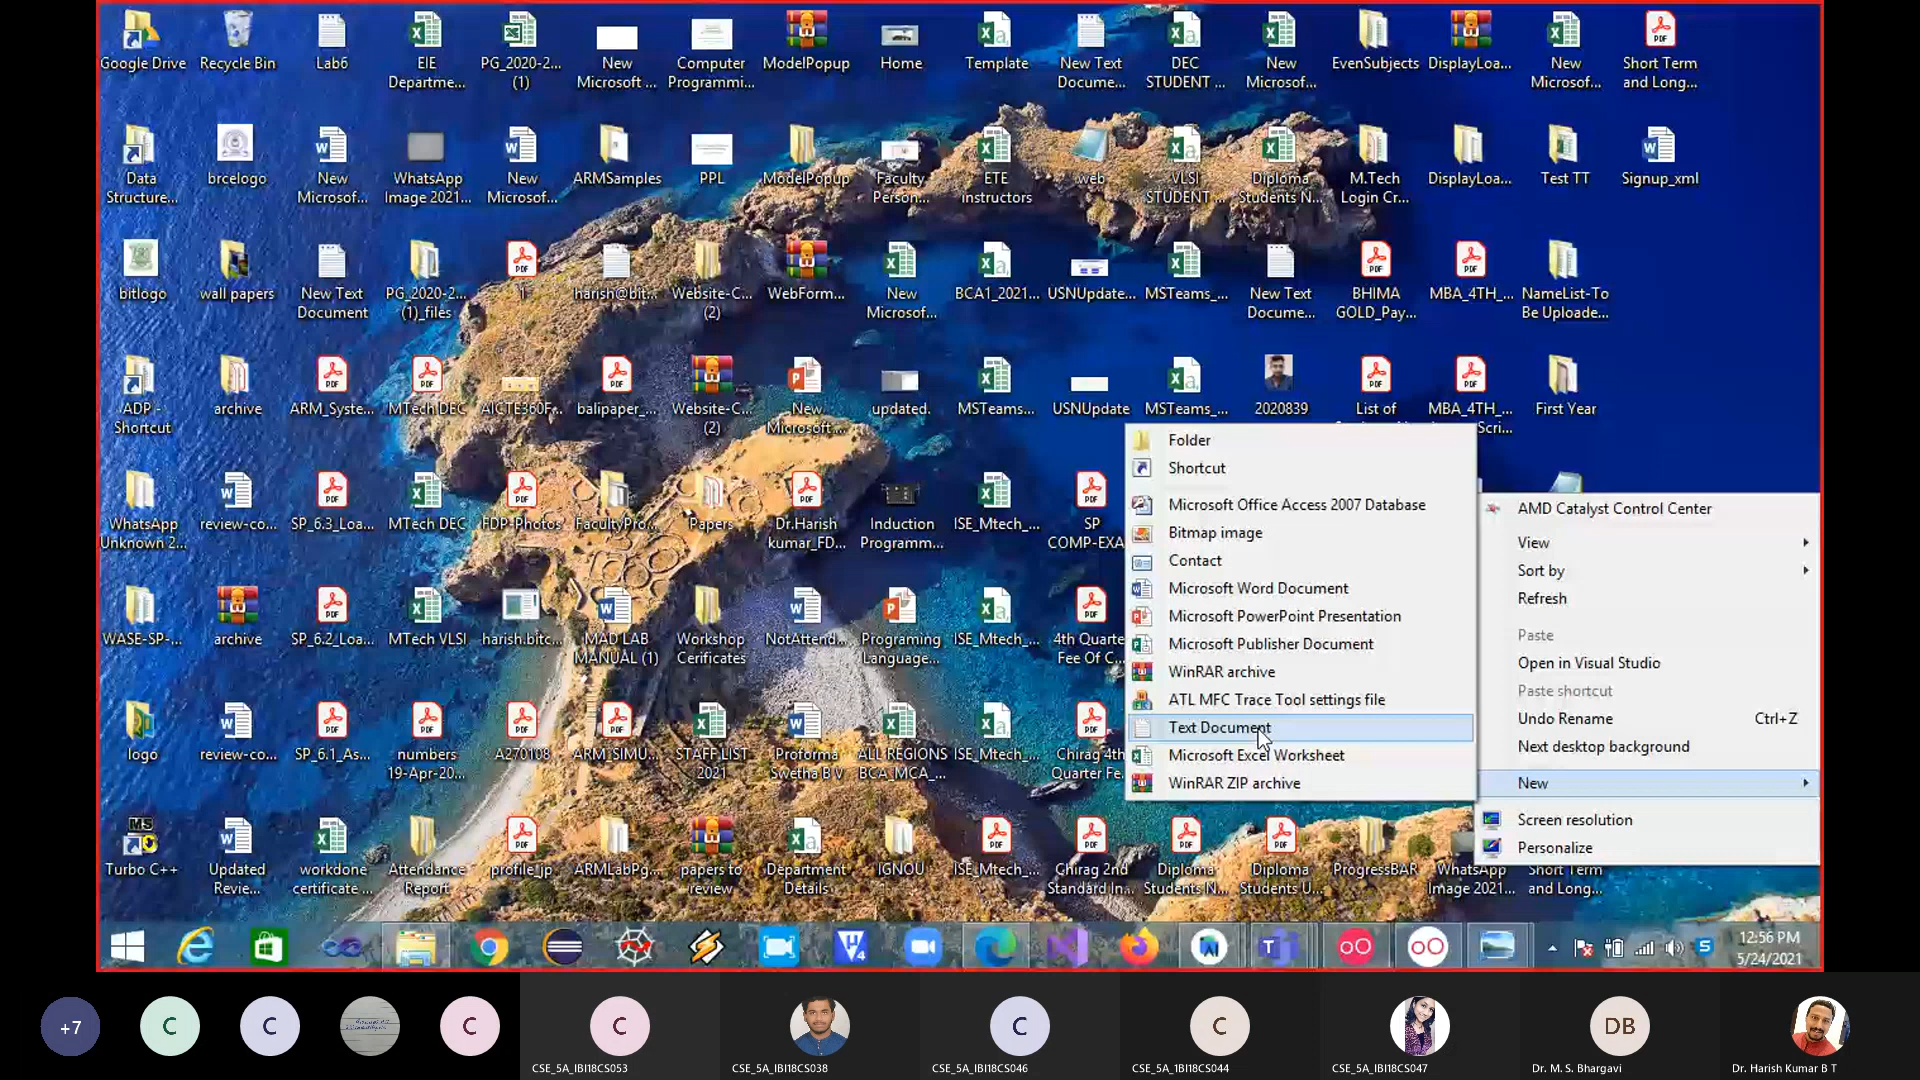 Google Drive
Recycle Bin
Lab6
EIE
Departme...
PG_2020-2...
(1)
New
Microsoft ...
Computer
Programmi...
ModelPopup
Home
Template
New Text
Docume...
DEC
STUDENT ...
New
Microsof...
EvenSubjects
DisplayLoa...
New
Microsof...
Short Term
and Long...
Data
Structure...
brcelogo
New
Microsof...
WhatsApp
Image 2021...
New
Microsof...
ARMSamples
PPL
ModelPopup
Faculty
Person...
ETE
instructors
web
VLSI
STUDENT ...
Diploma
Students N...
M.Tech
Login Cr...
DisplayLoa...
Test TT
Signup_xml
bitlogo
wall papers
New Text
Document
PG_2020-2...
(1)_files
1
harish@bit...
Website-C...
(2)
WebForm...
New
Microsof...
BCA1_2021...
USNUpdate...
MSTeams_...
New Text
Docume...
BHIMA
GOLD_Pay...
MBA_4TH_...
NameList-To
Be Uploade...
ADP -
Shortcut
archive
ARM_Syste...
MTech DEC
AICTE360F...
balipaper_...
Website-C...
(2)
New
Microsoft...
updated.
MSTeams...
USNUpdate
MSTeams_...
2020839
List of
MBA_4TH_...
Scri...
First Year
WhatsApp
Unknown 2...
review-co...
SP_6.3_Loa...
MTech DEC
FDP-Photos
FacultyPro...
Papers
Dr.Harish
kumar_FD...
Induction
Programm...
ISE_Mtech_...
SP
COMP-EXA
WASE-SP-...
archive
SP_6.2_Loa...
MTech VLSI
harish.bitc...
MAD LAB
MANUAL (1)
Workshop
Cerificates
NotAttend...
Programing
Language...
ISE_Mtech_...
4th Quarte
Fee Of C...
logo
review-co...
SP_6.1_As...
numbers
19-Apr-20...
A270108
ARM_SIMU...
STAFF LIST
2021
Proforma
Swetha B V
ALL REGIONS
BCA_MCA_...
ISE_Mtech_...
Chirag 4th
Quarter Fe...
Turbo C++
Updated
Revie...
workdone
certificate ...
Attendance
Report
profile_jp
ARMLabPg...
papers to
review
Department
Details
IGNOU
ISE_Mtech_...
Chirag 2nd
Standard In...
Diploma
Students N...
Diploma
Students U...
ProgressBAR
WhatsApp
Image 2021...
Short Term
and Long...
Folder
Shortcut
Microsoft Office Access 2007 Database
Bitmap image
Contact
Microsoft Word Document
Microsoft PowerPoint Presentation
Microsoft Publisher Document
WinRAR archive
ATL MFC Trace Tool settings file
Text Document
Microsoft Excel Worksheet
WinRAR ZIP archive
AMD Catalyst Control Center
View
Sort by
Refresh
Paste
Open in Visual Studio
Paste shortcut
Undo Rename Ctrl+Z
Next desktop background
New
Screen resolution
Personalize
12:56 PM
5/24/2021
+7
C
C
C
C
C
C
DB
CSE_5A_IBI18CS053
CSE_5A_IBI18CS038
CSE_5A_IBI18CS046
CSE_5A_1BI18CS044
CSE_5A_IBI18CS047
Dr. M. S. Bhargavi
Dr. Harish Kumar B T